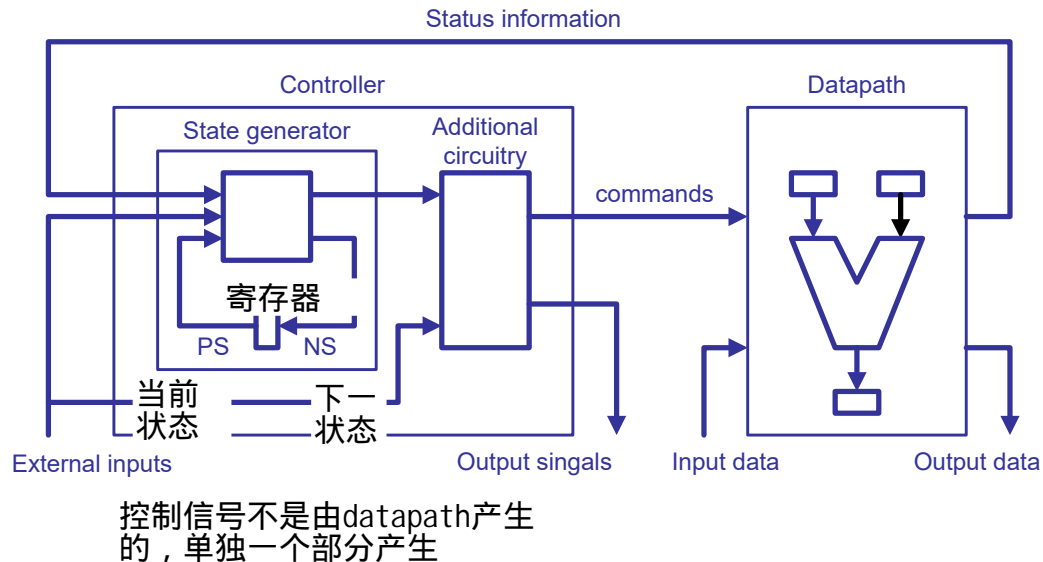 Status information
Controller
Datapath
State generator
Additional
circuitry
commands
寄存器
PS
NS
当前
状态
下一
状态
External inputs
Output singals
Input data
Output data
控制信号不是由datapath产生
的，单独一个部分产生